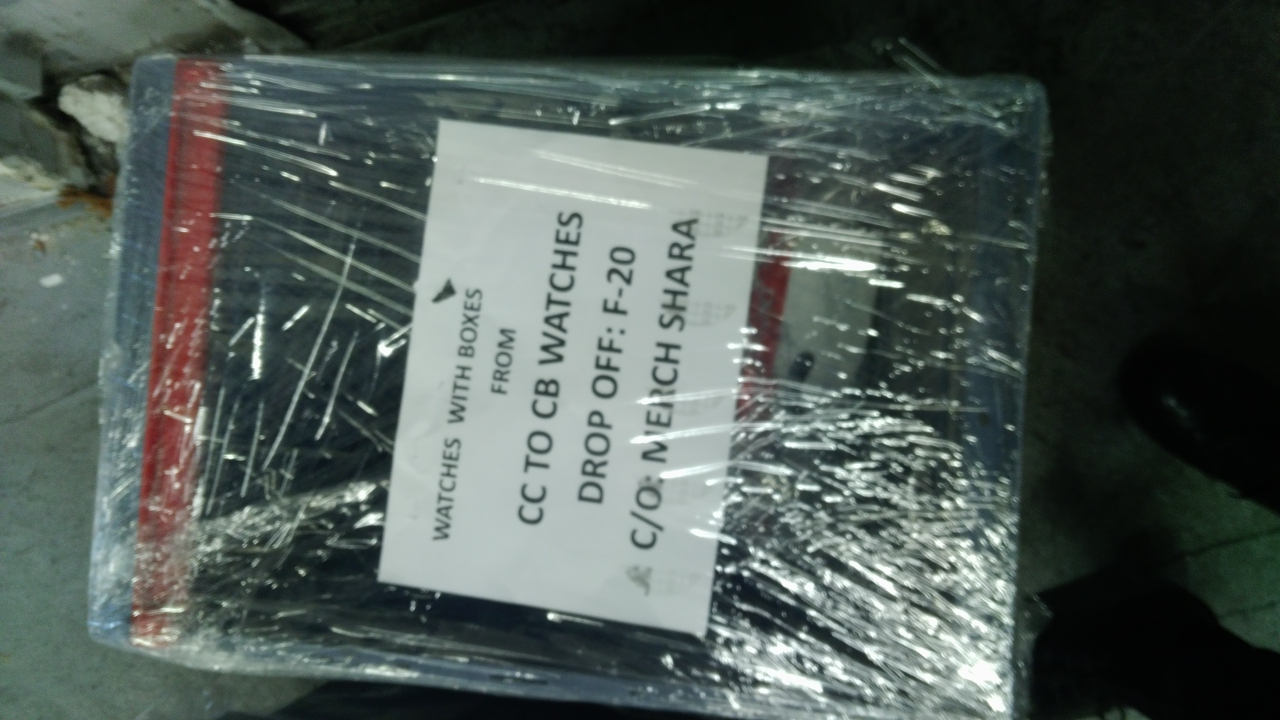 WATCHES WITH BOXES
FROM
CC TO CB WATCHES
DROP OFF: F-20
C/O: MERCH SHARA